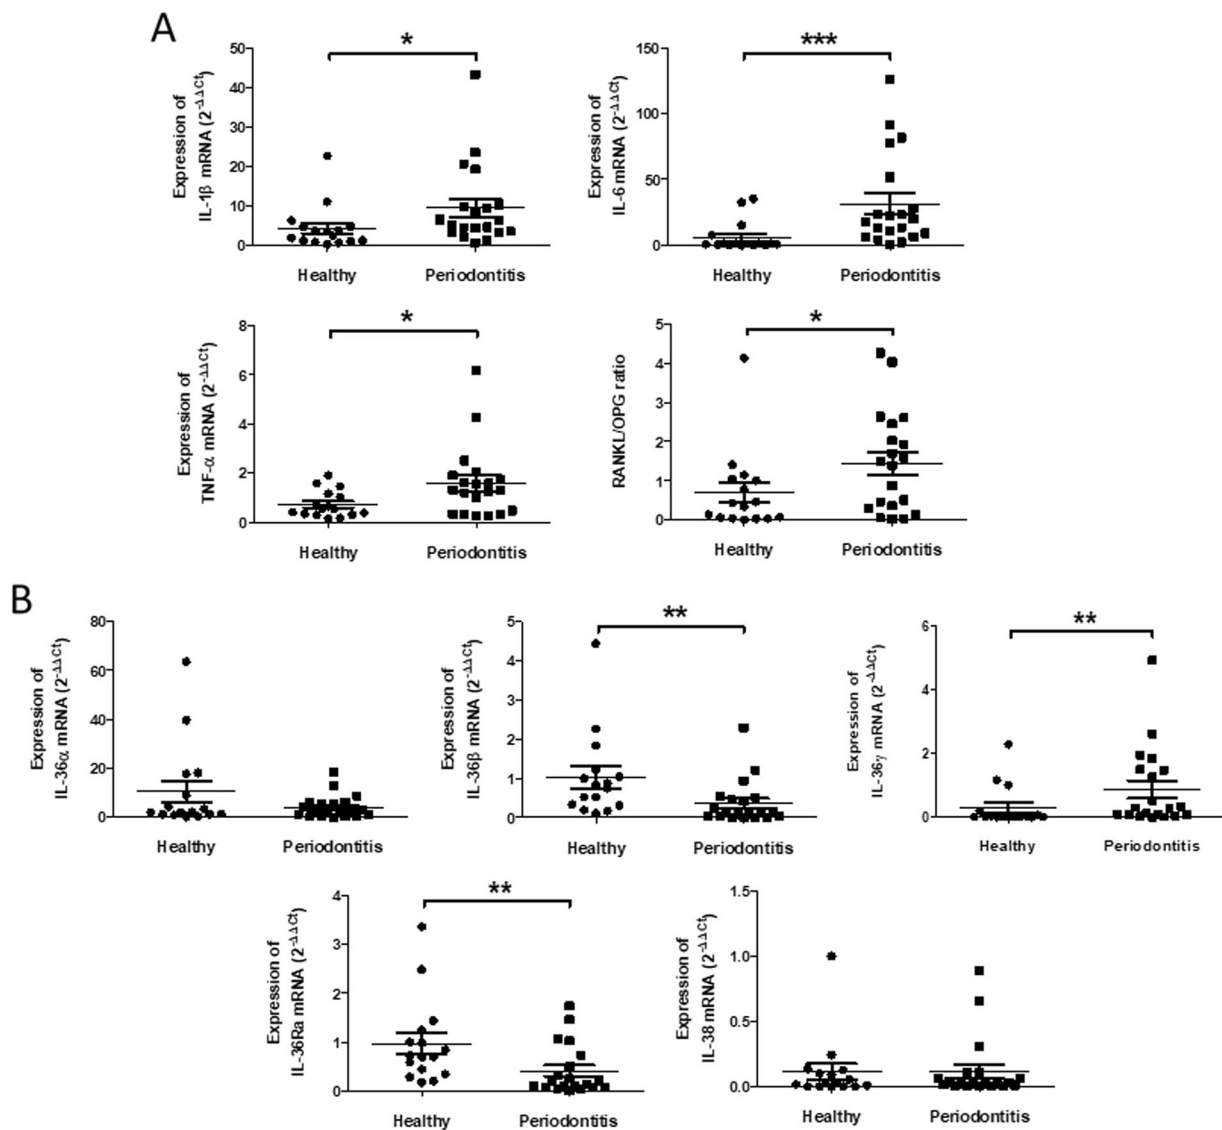 A
Expression of
IL-1β mRNA (2^-ΔΔCt)
50
40
30
20
10
0
*
Healthy
Periodontitis
Expression of
IL-6 mRNA (2^-ΔΔCt)
150
100
50
0
***
Healthy
Periodontitis
Expression of
TNF-α mRNA (2^-ΔΔCt)
8
6
4
2
0
*
Healthy
Periodontitis
RANKL/OPG ratio
5
4
3
2
1
0
*
Healthy
Periodontitis
B
Expression of
IL-36α mRNA (2^-ΔΔCt)
80
60
40
20
0
Healthy
Periodontitis
Expression of
IL-36β mRNA (2^-ΔΔCt)
5
4
3
2
1
0
**
Healthy
Periodontitis
Expression of
IL-36γ mRNA (2^-ΔΔCt)
6
4
2
0
**
Healthy
Periodontitis
Expression of
IL-36Ra mRNA (2^-ΔΔCt)
4
3
2
1
0
**
Healthy
Periodontitis
Expression of
IL-38 mRNA (2^-ΔΔCt)
1.5
1.0
0.5
0.0
Healthy
Periodontitis